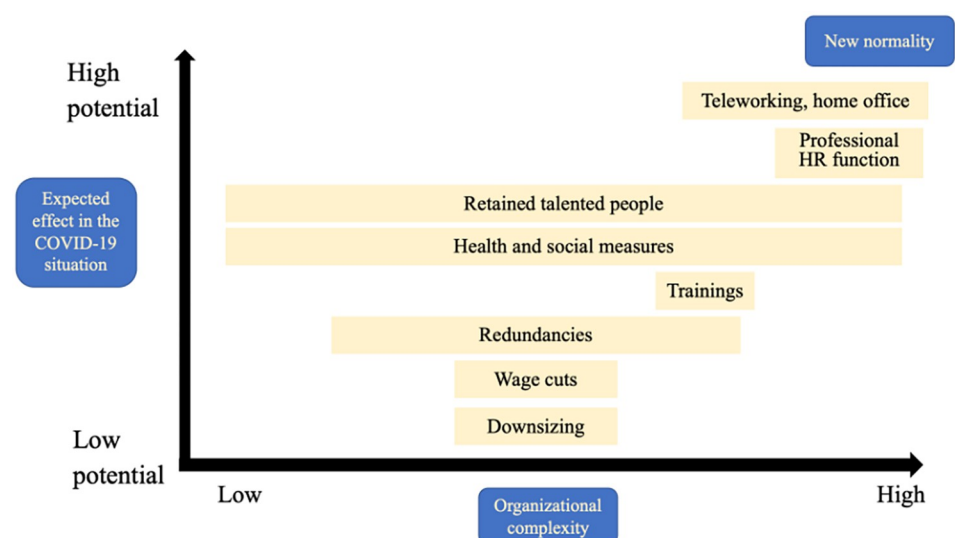 New normality
High
potential
Teleworking, home office
Professional
HR function
Expected
effect in the
COVID-19
situation
Retained talented people
Health and social measures
Trainings
Redundancies
Wage cuts
Downsizing
Low
potential
Low
High
Organizational
complexity